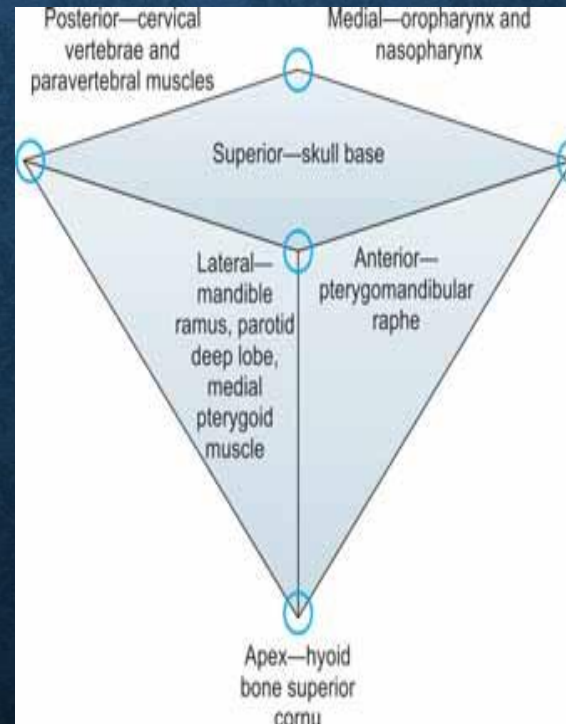 Posterior—cervical
vertebrae and
paravertebral muscles
Medial—oropharynx and
nasopharynx
Superior—skull base
Lateral—
mandible
ramus, parotid
deep lobe,
medial
pterygoid
muscle
Anterior—
pterygomandibular
raphe
Apex—hyoid
bone superior
cornu